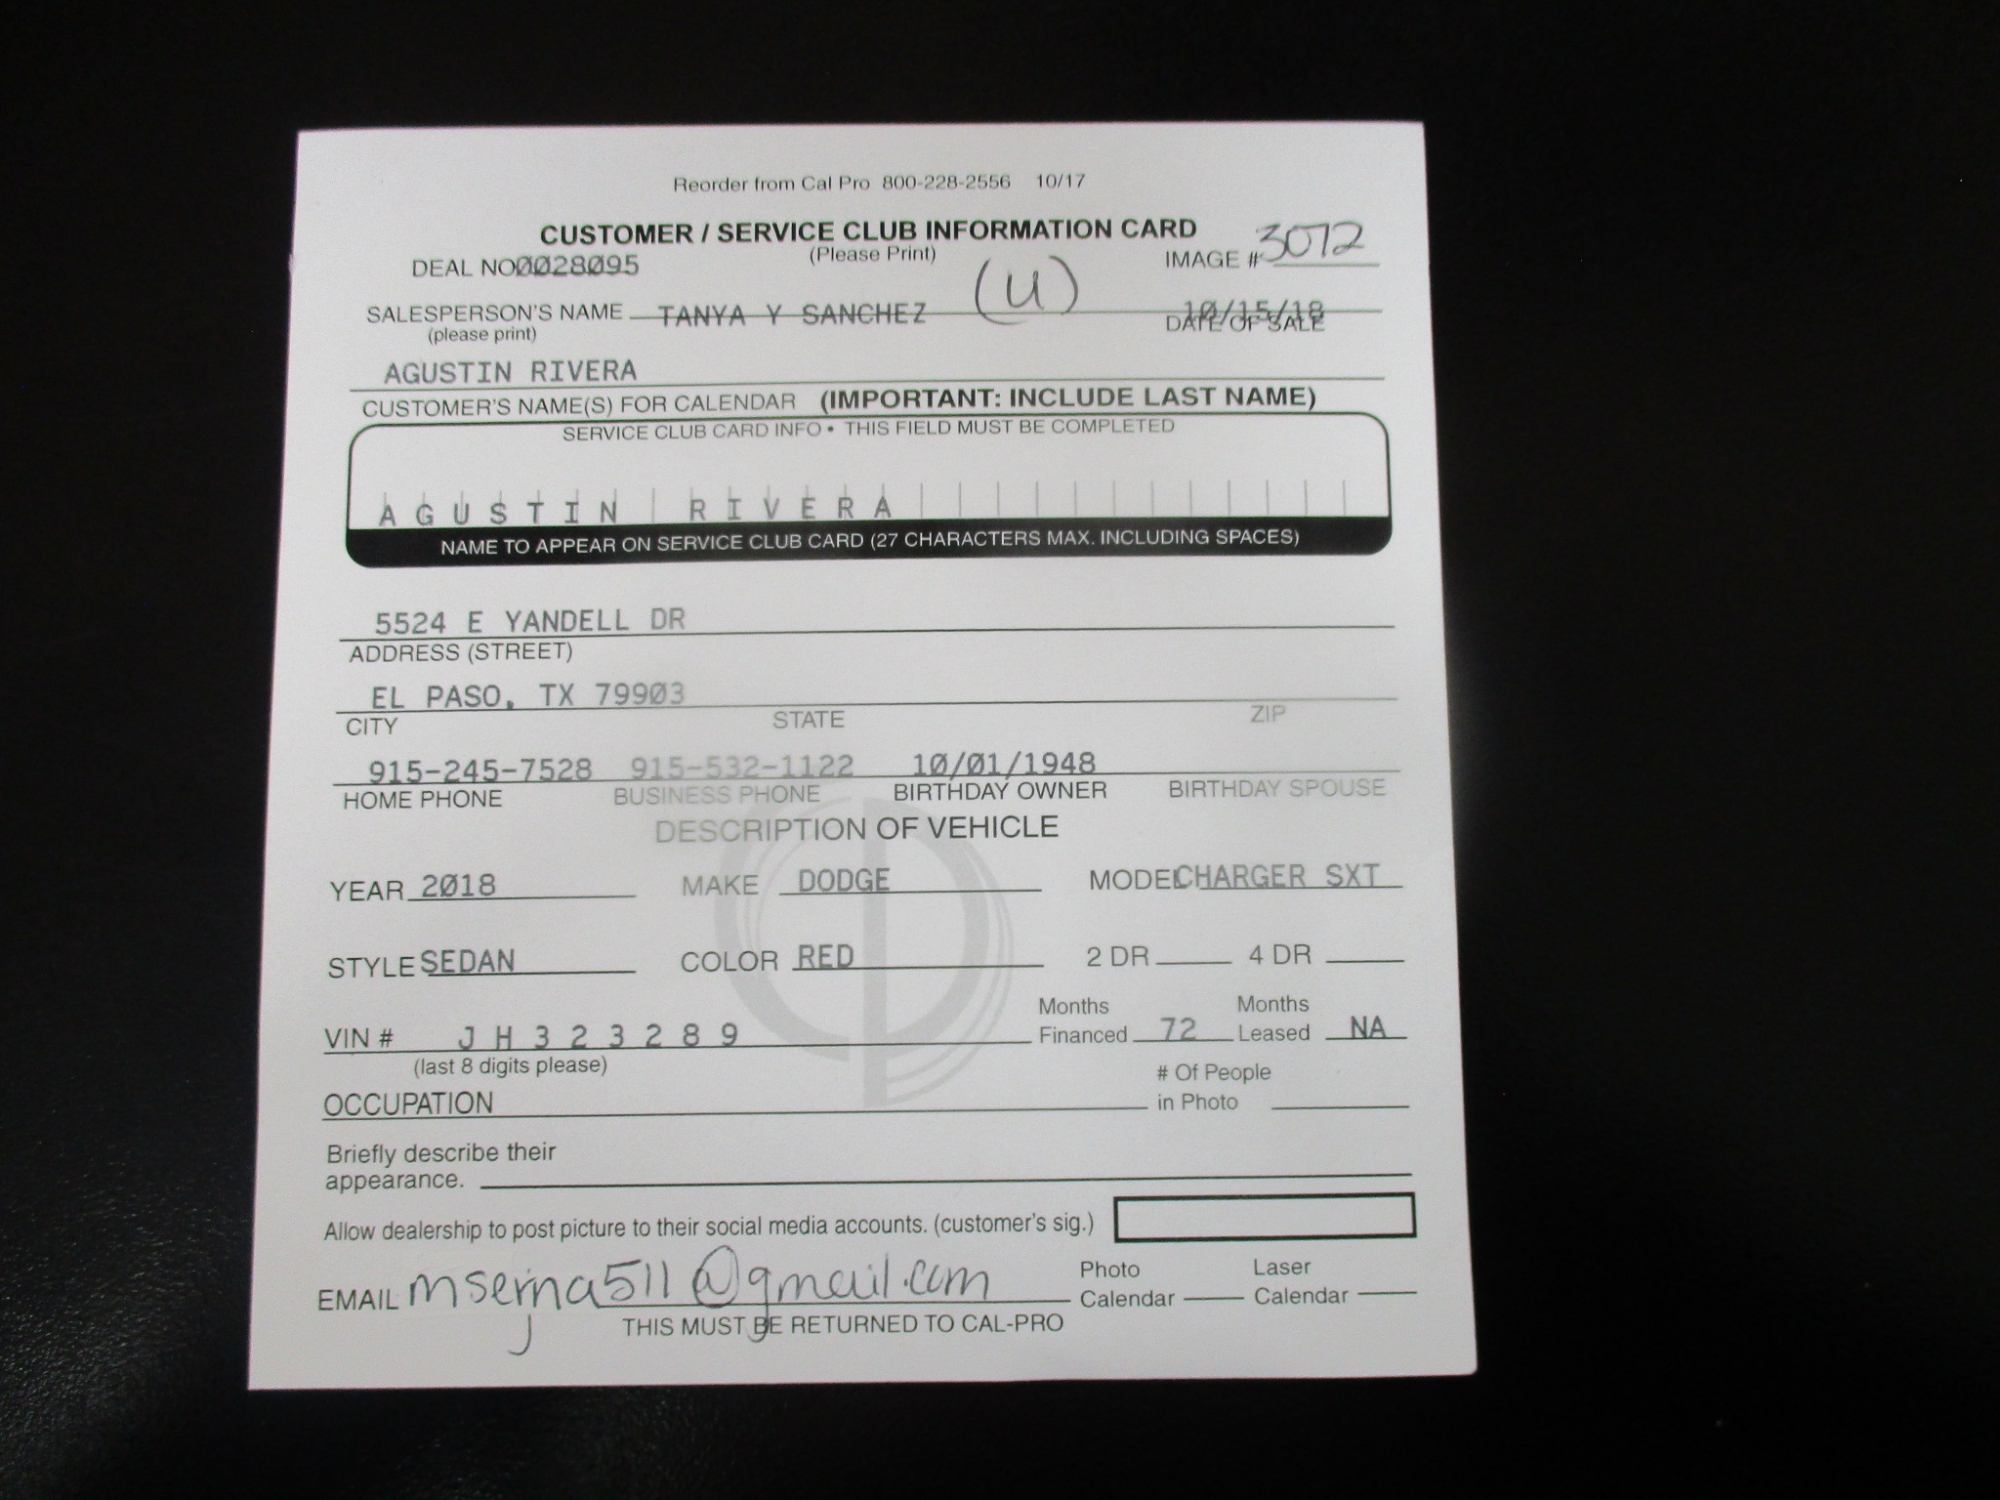 Reorder from Cal Pro 800-228-2556 10/17
CUSTOMER / SERVICE CLUB INFORMATION CARD
(Please Print)
DEAL NO 0028095
IMAGE # 3072
(U)
SALESPERSON'S NAME TANYA Y SANCHEZ 10/15/18
(please print) DATE OF SALE
AGUSTIN RIVERA
CUSTOMER'S NAME(S) FOR CALENDAR (IMPORTANT: INCLUDE LAST NAME)
SERVICE CLUB CARD INFO • THIS FIELD MUST BE COMPLETED
AGUSTIN RIVERA
NAME TO APPEAR ON SERVICE CLUB CARD (27 CHARACTERS MAX. INCLUDING SPACES)
5524 E YANDELL DR
ADDRESS (STREET)
EL PASO, TX 79903
CITY STATE ZIP
915-245-7528 915-532-1122 10/01/1948
HOME PHONE BUSINESS PHONE BIRTHDAY OWNER BIRTHDAY SPOUSE
DESCRIPTION OF VEHICLE
YEAR 2018 MAKE DODGE MODEL CHARGER SXT
STYLE SEDAN COLOR RED 2 DR 4 DR
VIN # JH323289 Months Financed 72 Months Leased NA
(last 8 digits please)
OCCUPATION # Of People in Photo
Briefly describe their
appearance.
Allow dealership to post picture to their social media accounts. (customer's sig.)
EMAIL @gmail.com Photo Calendar Laser Calendar
THIS MUST BE RETURNED TO CAL-PRO